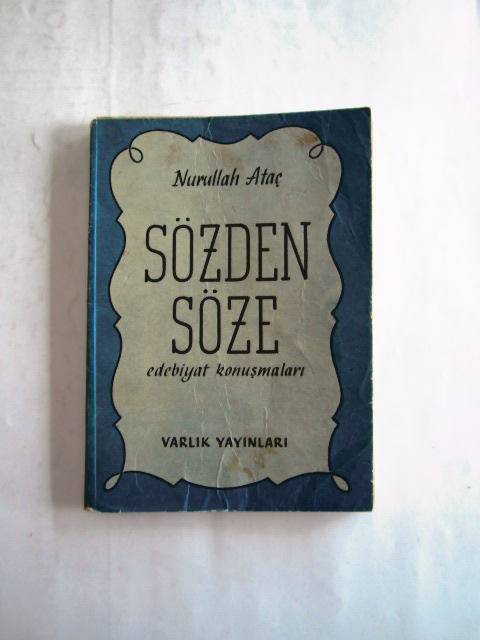 Nurullah Ataç
SÖZDEN
SÖZE
edebiyat konuşmaları
VARLIK YAYINLARI